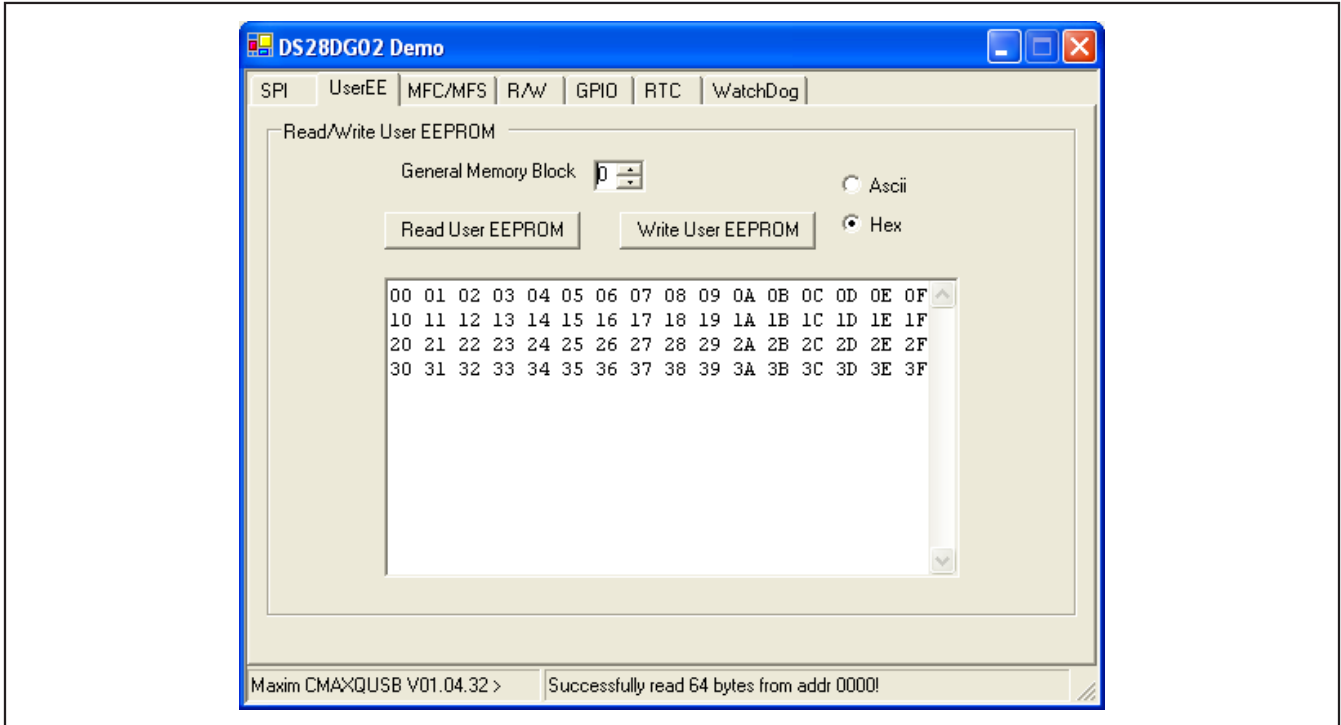 DS28DG02 Demo
SPI UserEE MFC/MFS R/W GPIO RTC WatchDog
Read/Write User EEPROM
General Memory Block 0
Ascii
Read User EEPROM Write User EEPROM Hex
00 01 02 03 04 05 06 07 08 09 0A 0B 0C 0D 0E 0F
10 11 12 13 14 15 16 17 18 19 1A 1B 1C 1D 1E 1F
20 21 22 23 24 25 26 27 28 29 2A 2B 2C 2D 2E 2F
30 31 32 33 34 35 36 37 38 39 3A 3B 3C 3D 3E 3F
Maxim CMAXQUSB V01.04.32 > Successfully read 64 bytes from addr 0000!